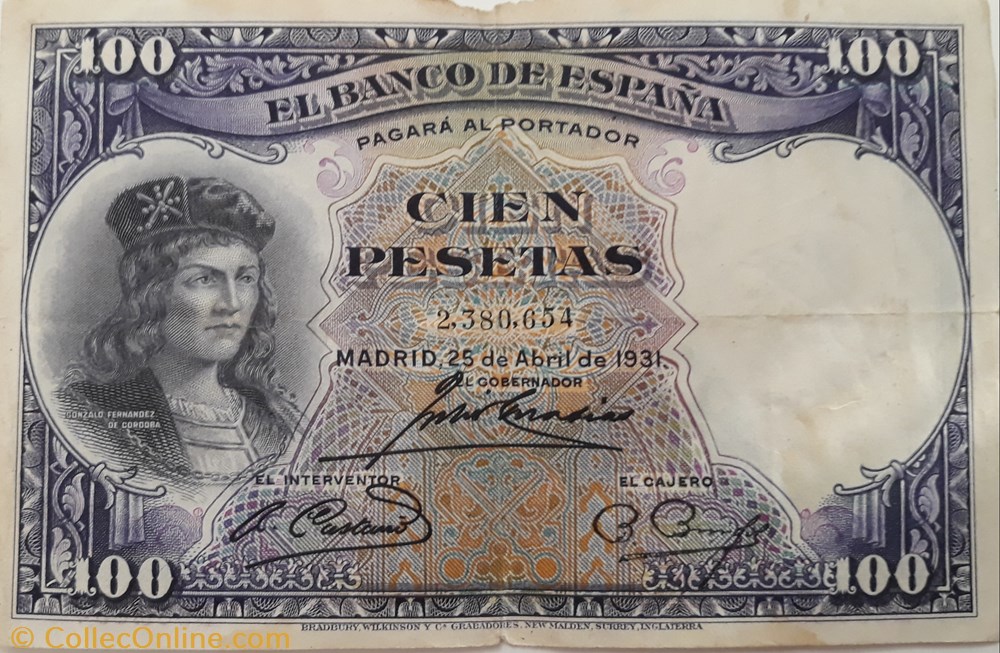 100 100
EL BANCO DE ESPAÑA
PAGARÁ AL PORTADOR
CIEN
PESETAS
2,380,654
MADRID, 25 de Abril de 1931.
EL GOBERNADOR
GONZALO FERNANDEZ
DE CORDOBA
EL INTERVENTOR EL CAJERO
100 100
BRADBURY, WILKINSON Y Cª GRABADORES, NEW MALDEN, SURREY, INGLATERRA
© CollecOnline.com